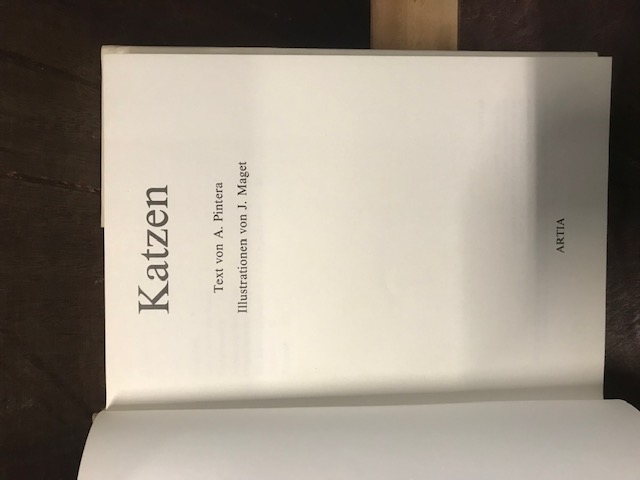 Katzen
Text von A. Pintera
Illustrationen von J. Maget
ARTIA